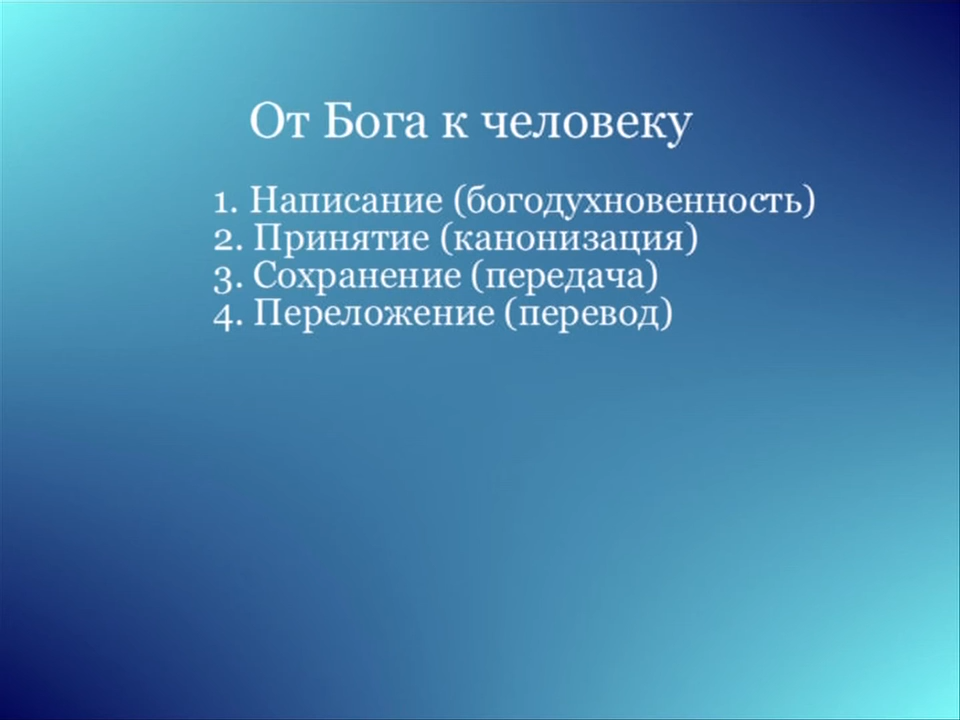 От Бога к человеку
1. Написание (богодухновенность)
2. Принятие (канонизация)
3. Сохранение (передача)
4. Переложение (перевод)